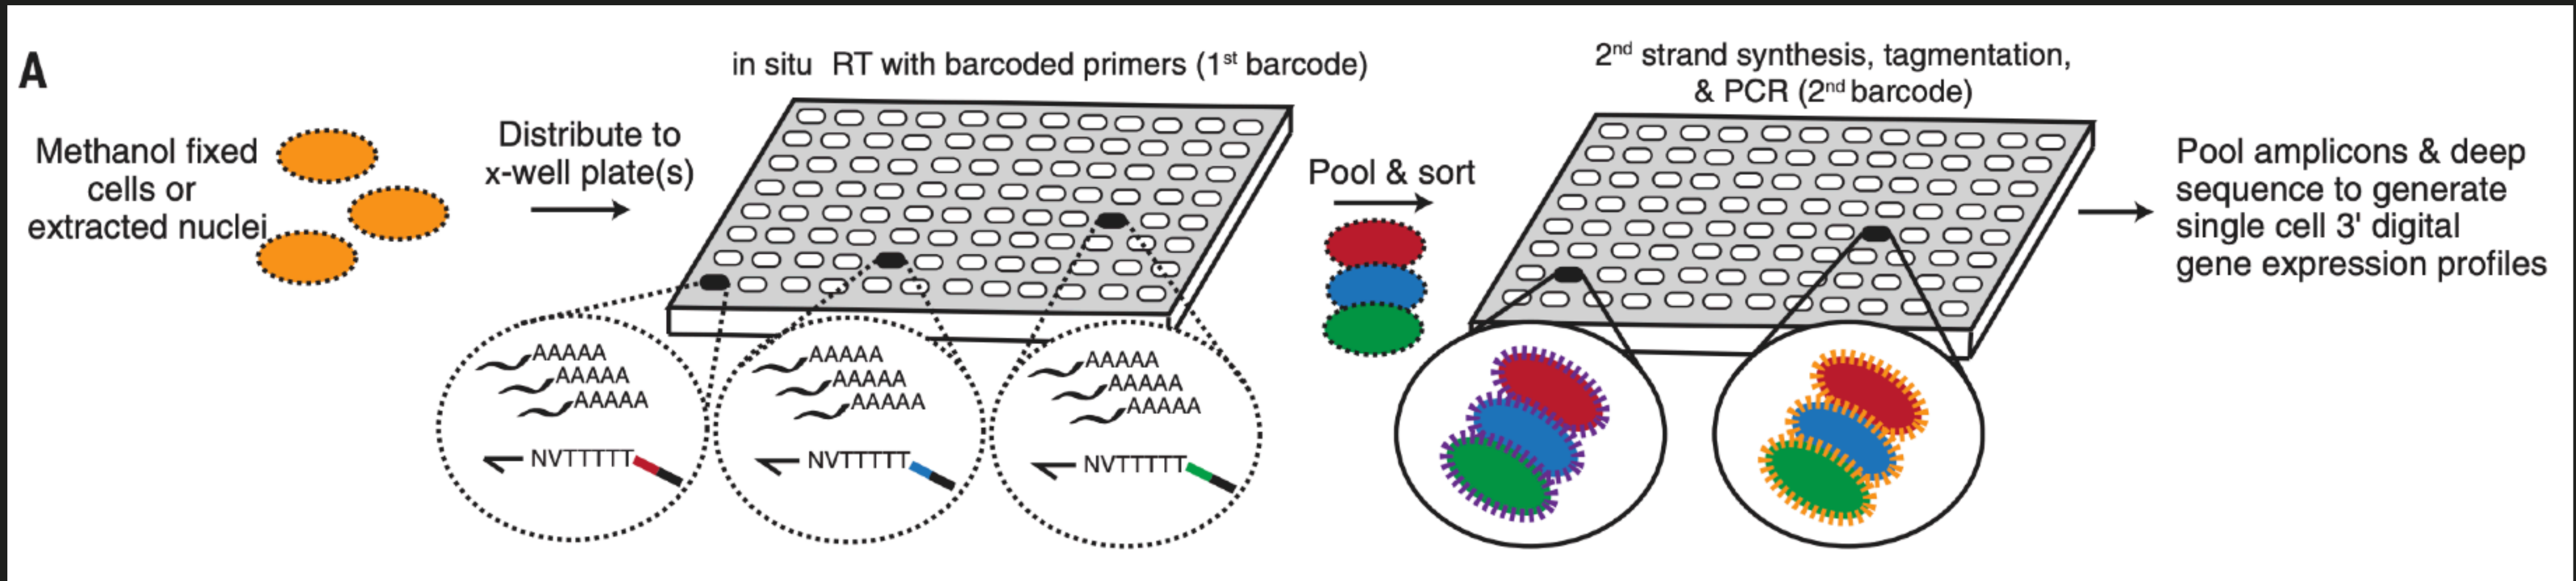 A
Methanol fixed
cells or
extracted nuclei
Distribute to
x-well plate(s)
in situ RT with barcoded primers (1st barcode)
AAAAA
AAAAA
AAAAA
NVTTTTT
AAAAA
AAAAA
AAAAA
NVTTTTT
AAAAA
AAAAA
AAAAA
NVTTTTT
Pool & sort
2nd strand synthesis, tagmentation,
& PCR (2nd barcode)
Pool amplicons & deep
sequence to generate
single cell 3' digital
gene expression profiles